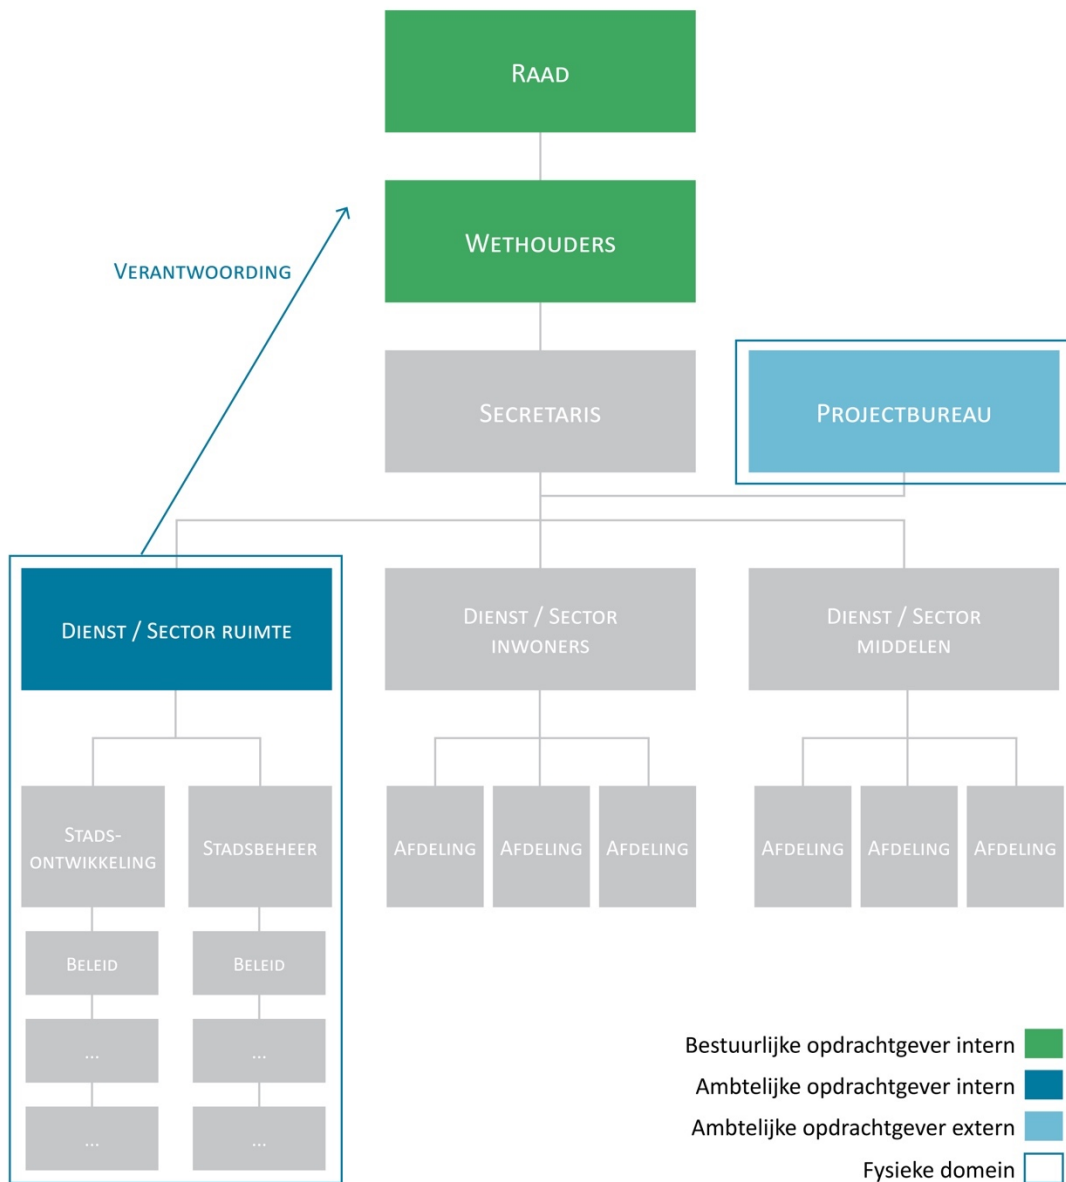 Raad
Wethouders
Verantwoording
Secretaris
Projectbureau
Dienst / Sector ruimte
Dienst / Sector
inwoners
Dienst / Sector
middelen
Stads-
ontwikkeling
Stadsbeheer
Afdeling
Afdeling
Afdeling
Afdeling
Afdeling
Afdeling
Beleid
Beleid
...
...
...
...
Bestuurlijke opdrachtgever intern
Ambtelijke opdrachtgever intern
Ambtelijke opdrachtgever extern
Fysieke domein